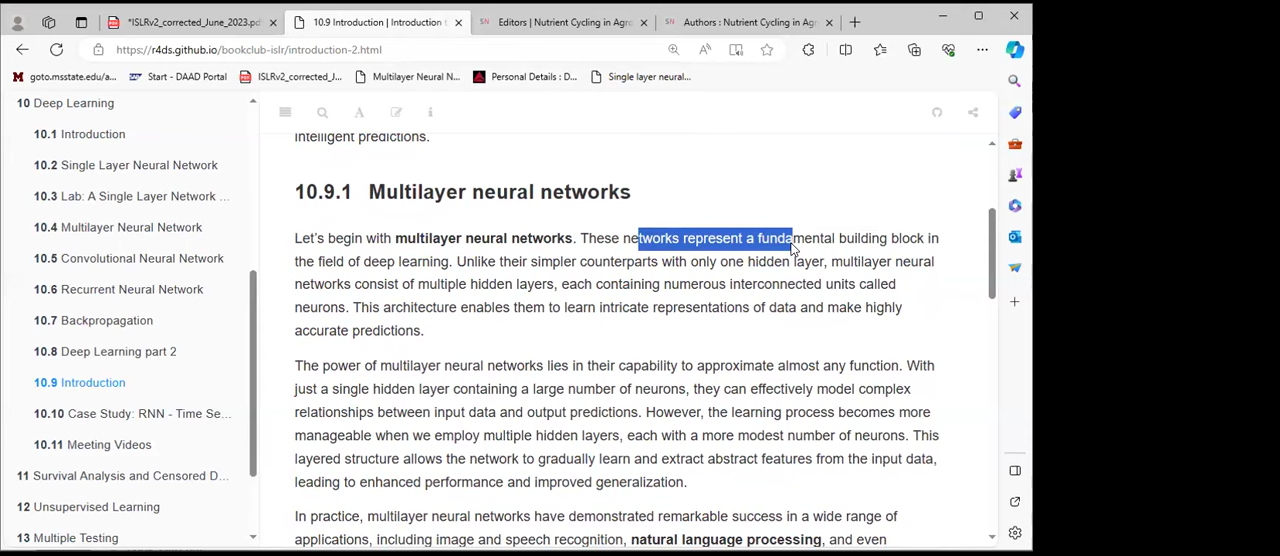 *ISLRv2_corrected_June_2023.pd
10.9 Introduction | Introduction t
Editors | Nutrient Cycling in Agro
Authors : Nutrient Cycling in Agro
https://r4ds.github.io/bookclub-islr/introduction-2.html
goto.msstate.edu/a...
Start - DAAD Portal
ISLRv2_corrected_J...
Multilayer Neural N...
Personal Details : D...
Single layer neural...
10 Deep Learning
10.1 Introduction
10.2 Single Layer Neural Network
10.3 Lab: A Single Layer Network ...
10.4 Multilayer Neural Network
10.5 Convolutional Neural Network
10.6 Recurrent Neural Network
10.7 Backpropagation
10.8 Deep Learning part 2
10.9 Introduction
10.10 Case Study: RNN - Time Se...
10.11 Meeting Videos
11 Survival Analysis and Censored D...
12 Unsupervised Learning
13 Multiple Testing
intelligent predictions.
10.9.1 Multilayer neural networks
Let's begin with multilayer neural networks. These networks represent a fundamental building block in
the field of deep learning. Unlike their simpler counterparts with only one hidden layer, multilayer neural
networks consist of multiple hidden layers, each containing numerous interconnected units called
neurons. This architecture enables them to learn intricate representations of data and make highly
accurate predictions.
The power of multilayer neural networks lies in their capability to approximate almost any function. With
just a single hidden layer containing a large number of neurons, they can effectively model complex
relationships between input data and output predictions. However, the learning process becomes more
manageable when we employ multiple hidden layers, each with a more modest number of neurons. This
layered structure allows the network to gradually learn and extract abstract features from the input data,
leading to enhanced performance and improved generalization.
In practice, multilayer neural networks have demonstrated remarkable success in a wide range of
applications, including image and speech recognition, natural language processing, and even